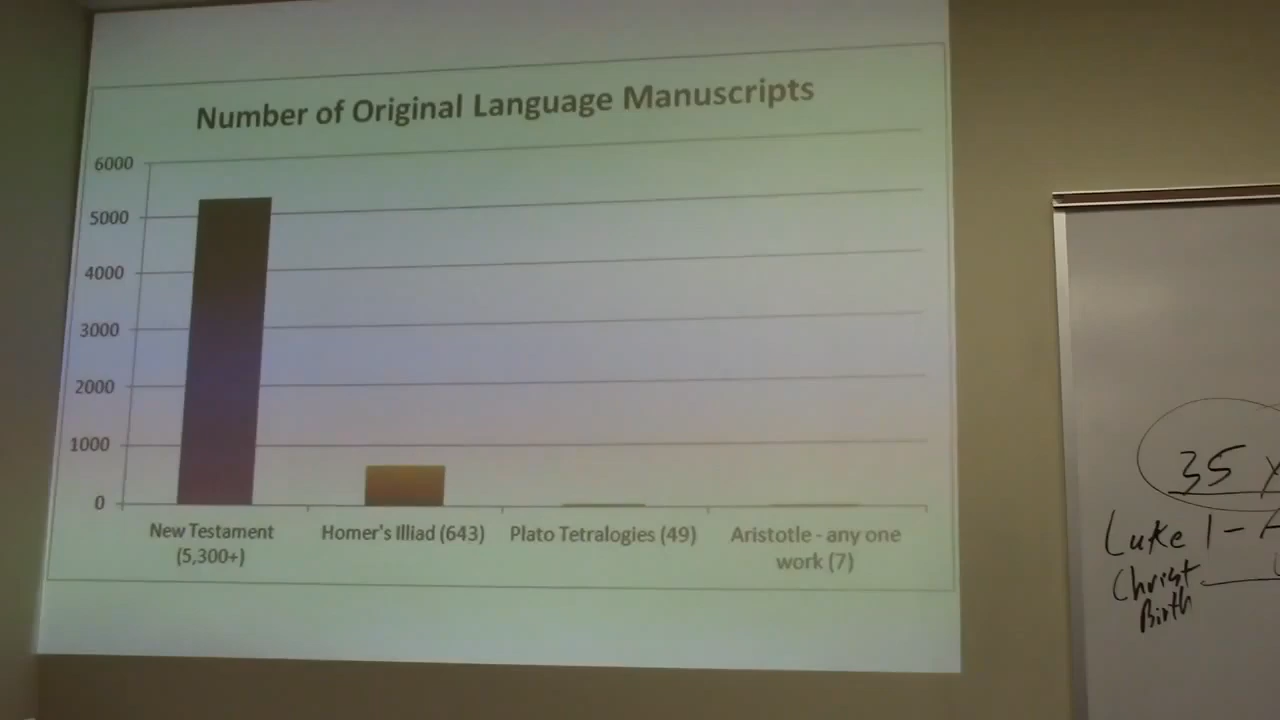 Number of Original Language Manuscripts
6000
5000
4000
3000
2000
1000
0
New Testament
(5,300+)
Homer's Illiad (643)
Plato Tetralogies (49)
Aristotle - any one
work (7)
35
Luke 1 -
Christ
Birth